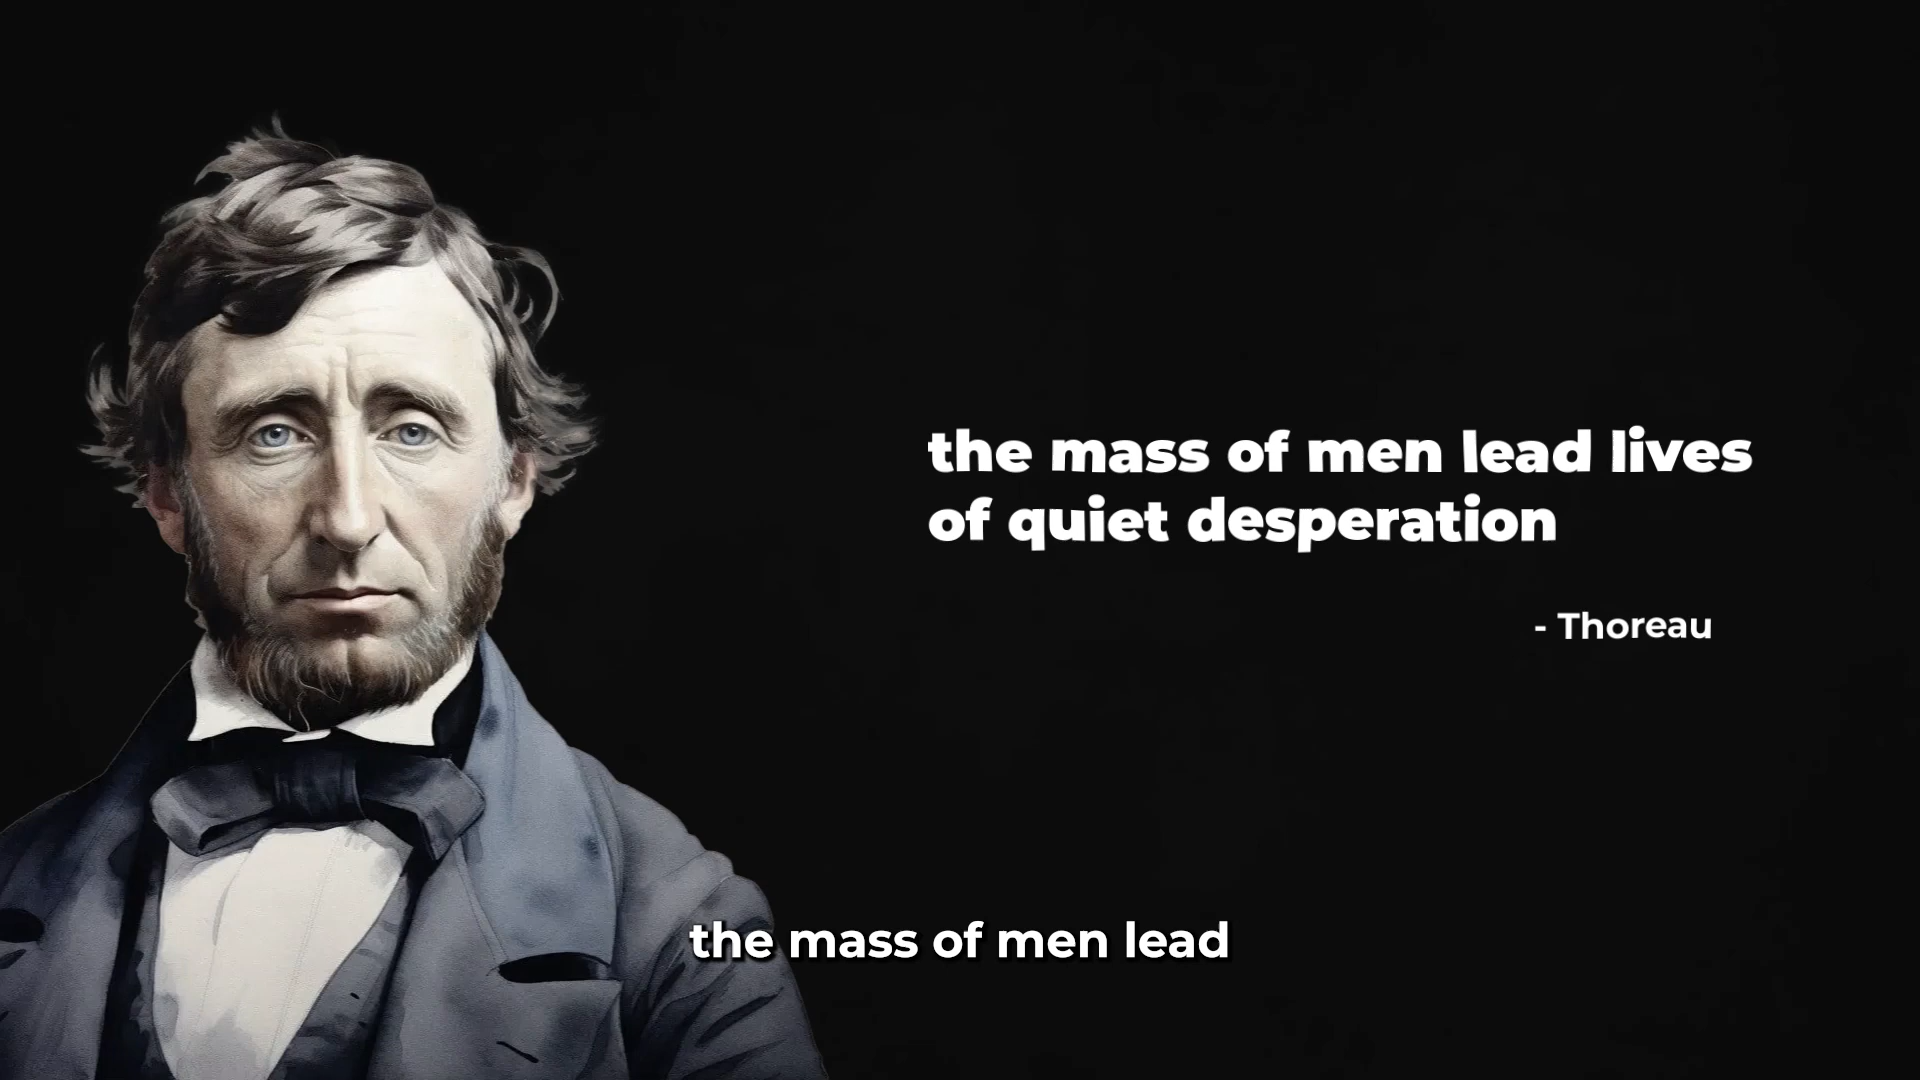 the mass of men lead lives
of quiet desperation
- Thoreau
the mass of men lead